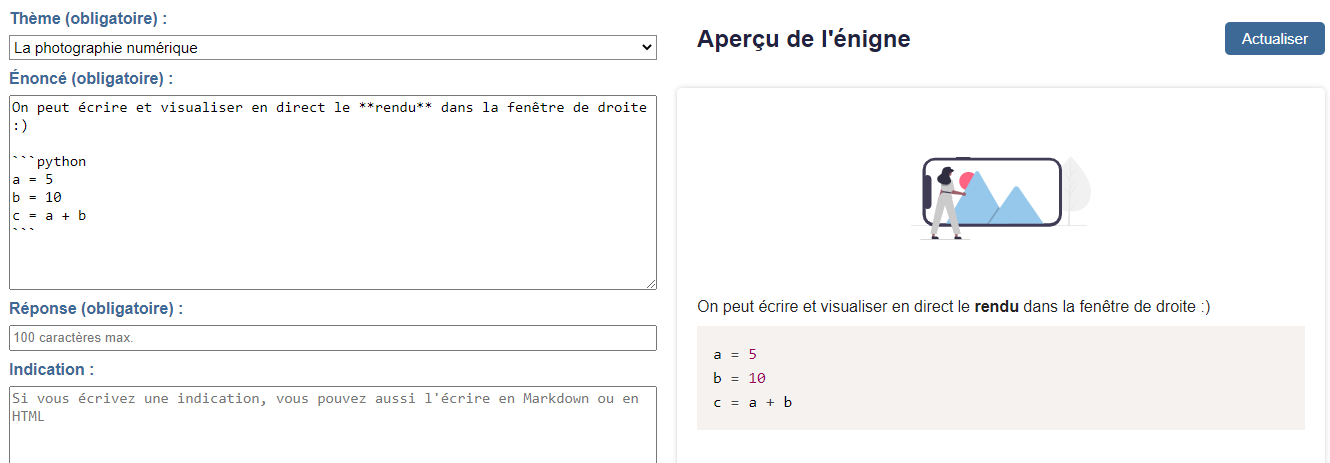 Thème (obligatoire) :
La photographie numérique
Énoncé (obligatoire) :
On peut écrire et visualiser en direct le **rendu** dans la fenêtre de droite
:)
```python
a = 5
b = 10
c = a + b
```
Réponse (obligatoire) :
100 caractères max.
Indication :
Si vous écrivez une indication, vous pouvez aussi l'écrire en Markdown ou en
HTML
Aperçu de l'énigne
Actualiser
On peut écrire et visualiser en direct le rendu dans la fenêtre de droite :)
a = 5
b = 10
c = a + b